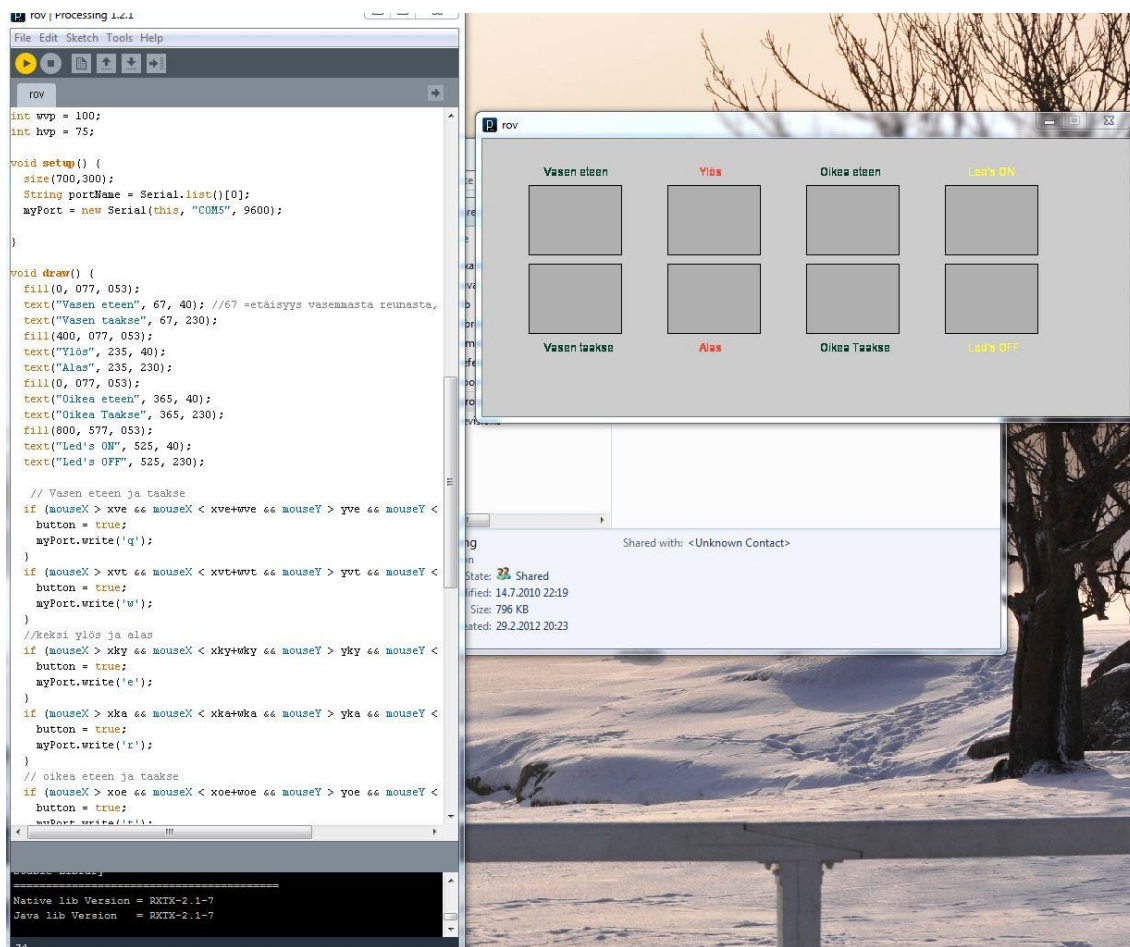 rov | Processing 1.2.1
File Edit Sketch Tools Help
rov
int wvp = 100;
int hvp = 75;
void setup() {
size(700,300);
String portName = Serial.list()[0];
myPort = new Serial(this, "COM5", 9600);
}
void draw() {
fill(0, 077, 053);
text("Vasen eteen", 67, 40); //67 =etäisyys vasemmasta reunasta,
text("Vasen taakse", 67, 230);
fill(400, 077, 053);
text("Ylös", 235, 40);
text("Alas", 235, 230);
fill(0, 077, 053);
text("Oikea eteen", 365, 40);
text("Oikea Taakse", 365, 230);
fill(800, 577, 053);
text("Led's ON", 525, 40);
text("Led's OFF", 525, 230);
// Vasen eteen ja taakse
if (mouseX > xve && mouseX < xve+wve && mouseY > yve && mouseY <
button = true;
myPort.write('q');
}
if (mouseX > xvt && mouseX < xvt+wvt && mouseY > yvt && mouseY <
button = true;
myPort.write('w');
}
//keksi ylös ja alas
if (mouseX > xky && mouseX < xky+wky && mouseY > yky && mouseY <
button = true;
myPort.write('e');
}
if (mouseX > xka && mouseX < xka+wka && mouseY > yka && mouseY <
button = true;
myPort.write('r');
}
// oikea eteen ja taakse
if (mouseX > xoe && mouseX < xoe+woe && mouseY > yoe && mouseY <
button = true;
myPort.write('t');
Native lib Version = RXTX-2.1-7
Java lib Version = RXTX-2.1-7
rov
Vasen eteen Ylös Oikea eteen Led's ON
Vasen taakse Alas Oikea Taakse Led's OFF
Shared with: <Unknown Contact>
State: Shared
14.7.2010 22:19
Size: 796 KB
29.2.2012 20:23